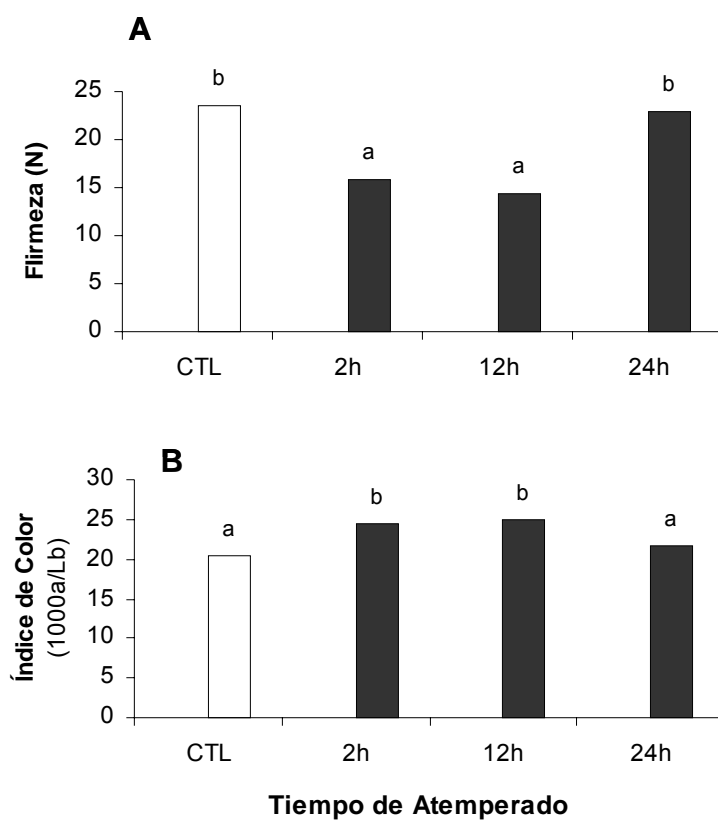 A
b
b
a
a
Flirmeza (N)
25
20
15
10
5
0
CTL 2h 12h 24h
B
a
b
b
a
Índice de Color
(1000a/Lb)
30
25
20
15
10
5
0
CTL 2h 12h 24h
Tiempo de Atemperado